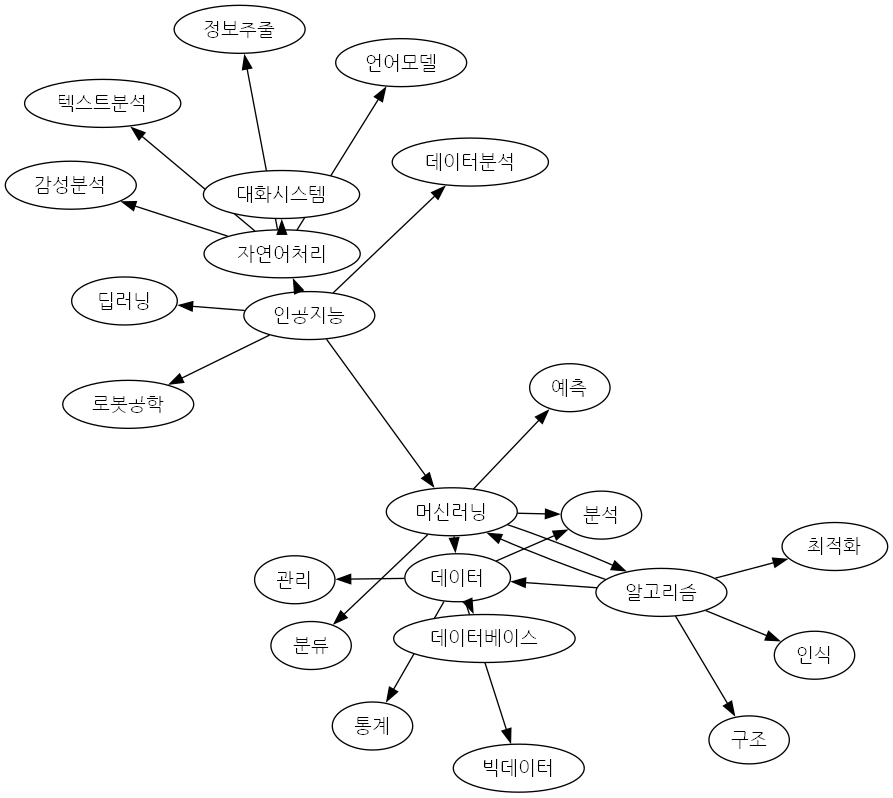 정보추출
언어모델
텍스트분석
데이터분석
감성분석
대화시스템
자연어처리
딥러닝
인공지능
로봇공학
예측
머신러닝
분석
최적화
관리
데이터
알고리즘
분류
데이터베이스
인식
통계
구조
빅데이터